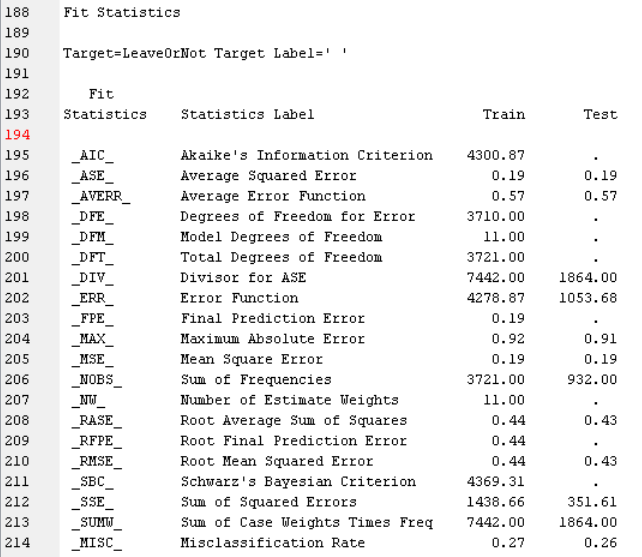 188 Fit Statistics
189
190 Target=LeaveOrNot Target Label=' '
191
192 Fit
193 Statistics Statistics Label Train Test
194
195 _AIC_ Akaike's Information Criterion 4300.87 .
196 _ASE_ Average Squared Error 0.19 0.19
197 _AVERR_ Average Error Function 0.57 0.57
198 _DFE_ Degrees of Freedom for Error 3710.00 .
199 _DFM_ Model Degrees of Freedom 11.00 .
200 _DFT_ Total Degrees of Freedom 3721.00 .
201 _DIV_ Divisor for ASE 7442.00 1864.00
202 _ERR_ Error Function 4278.87 1053.68
203 _FPE_ Final Prediction Error 0.19 .
204 _MAX_ Maximum Absolute Error 0.92 0.91
205 _MSE_ Mean Square Error 0.19 0.19
206 _NOBS_ Sum of Frequencies 3721.00 932.00
207 _NW_ Number of Estimate Weights 11.00 .
208 _RASE_ Root Average Sum of Squares 0.44 0.43
209 _RFPE_ Root Final Prediction Error 0.44 .
210 _RMSE_ Root Mean Squared Error 0.44 0.43
211 _SBC_ Schwarz's Bayesian Criterion 4369.31 .
212 _SSE_ Sum of Squared Errors 1438.66 351.61
213 _SUMW_ Sum of Case Weights Times Freq 7442.00 1864.00
214 _MISC_ Misclassification Rate 0.27 0.26